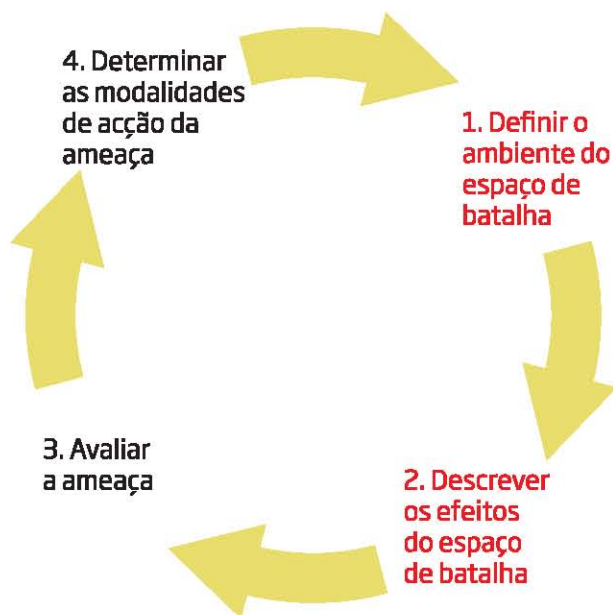 4. Determinar
as modalidades
de acção da
ameaça
1. Definir o
ambiente do
espaço de
batalha
2. Descrever
os efeitos
do espaço
de batalha
3. Avaliar
a ameaça